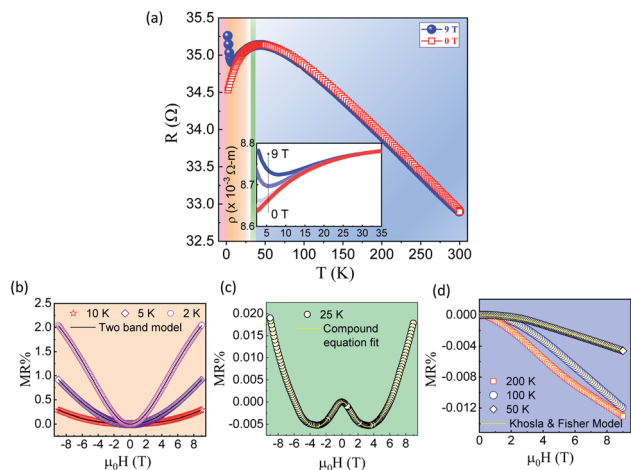 (a)
35.5
35.0
34.5
34.0
33.5
33.0
32.5
R (Ω)
9 T
0 T
8.8
8.7
8.6
ρ (x 10⁻³ Ω-m)
9 T
0 T
5 10 15 20 25 30 35
0 50 100 150 200 250 300
T (K)
(b)
2.5
2.0
1.5
1.0
0.5
0.0
MR%
10 K 5 K 2 K
Two band model
-8 -6 -4 -2 0 2 4 6 8
μ₀H (T)
(c)
0.020
0.015
0.010
0.005
0.000
-0.005
MR%
25 K
Compound
equation fit
-8 -6 -4 -2 0 2 4 6 8
μ₀H (T)
(d)
0.000
-0.004
-0.008
-0.012
MR%
200 K
100 K
50 K
Khosla & Fisher Model
0 2 4 6 8
μ₀H (T)